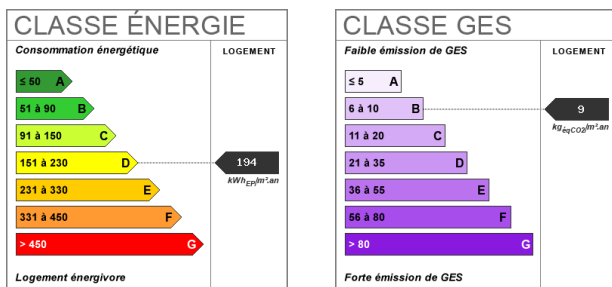 CLASSE ÉNERGIE
Consommation énergétique
LOGEMENT
≤ 50 A
51 à 90 B
91 à 150 C
151 à 230 D
194
kWhEP/m².an
231 à 330 E
331 à 450 F
> 450 G
Logement énergivore
CLASSE GES
Faible émission de GES
LOGEMENT
≤ 5 A
6 à 10 B
9
kgéqCO2/m².an
11 à 20 C
21 à 35 D
36 à 55 E
56 à 80 F
> 80 G
Forte émission de GES